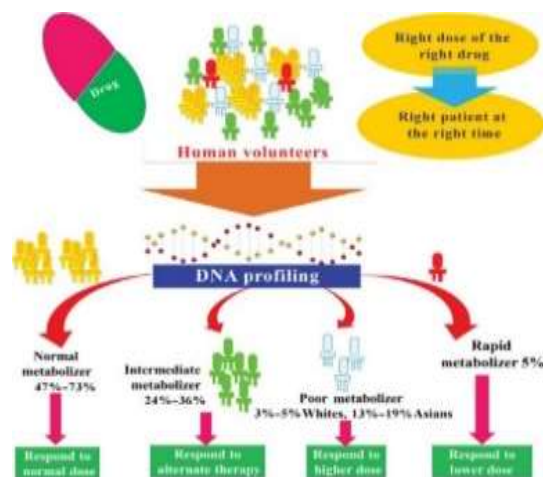 Drug
Right dose of the
right drug
Right patient at
the right time
Human volunteers
DNA profiling
Normal
metabolizer
47%–73%
Intermediate
metabolizer
24%–36%
Poor metabolizer
3%–5% Whites, 13%–19% Asians
Rapid
metabolizer 5%
Respond to
normal dose
Respond to
alternate therapy
Respond to
higher dose
Respond to
lower dose